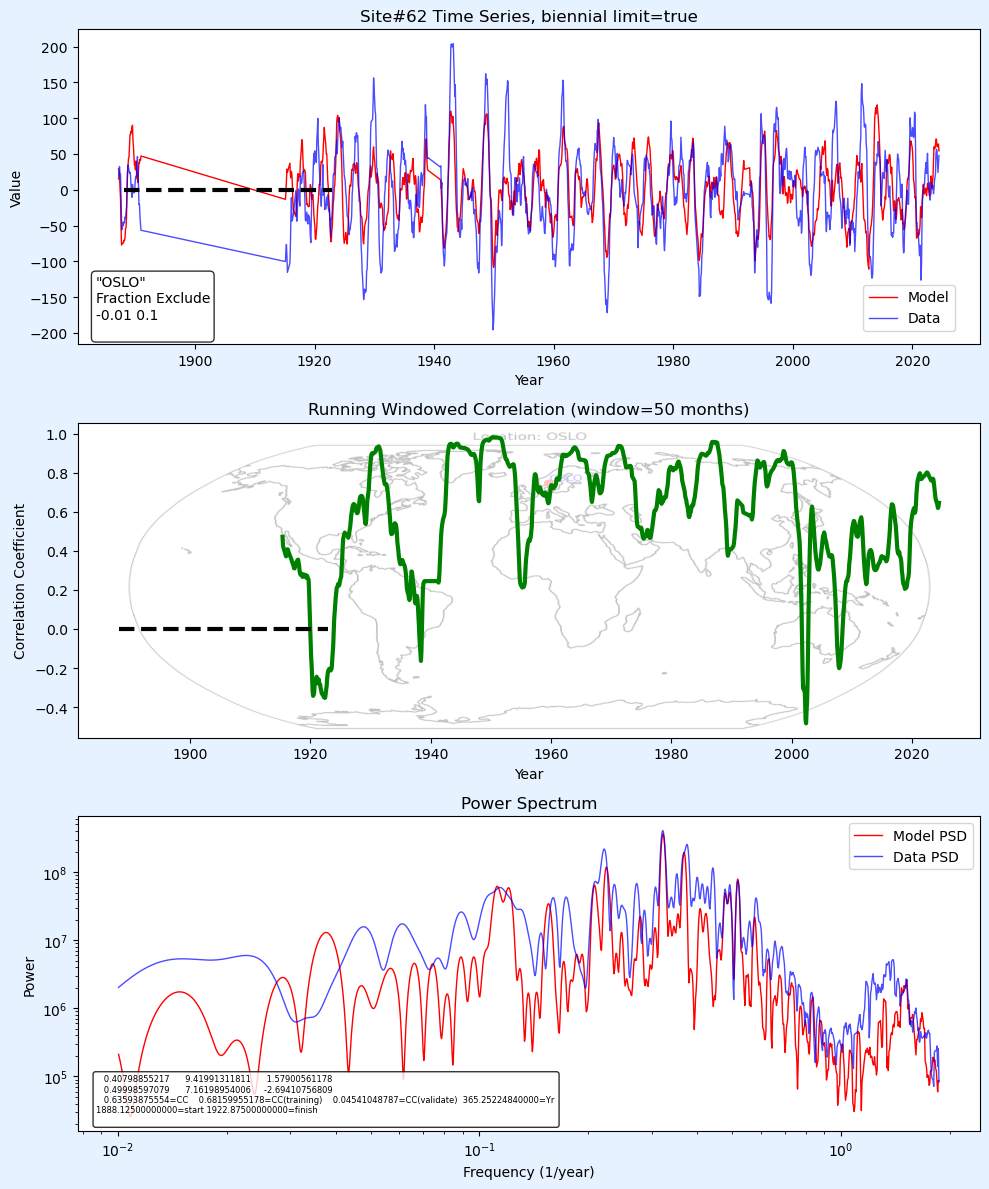 Site#62 Time Series, biennial limit=true
Value
200
150
100
50
0
−50
−100
−150
−200
"OSLO"
Fraction Exclude
-0.01 0.1
Model
Data
1900
1920
1940
1960
1980
2000
2020
Year
Running Windowed Correlation (window=50 months)
Location: OSLO
Correlation Coefficient
1.0
0.8
0.6
0.4
0.2
0.0
−0.2
−0.4
1900
1920
1940
1960
1980
2000
2020
Year
Power Spectrum
Power
10^8
10^7
10^6
10^5
Model PSD
Data PSD
0.40798855217 9.41991311811 1.57900561178
0.49998597079 7.16198954006 -2.69410756809
0.63593875554=CC 0.68159955178=CC(training) 0.04541048787=CC(validate) 365.25224840000=Yr
1888.12500000000=start 1922.87500000000=finish
10^−2
10^−1
10^0
Frequency (1/year)